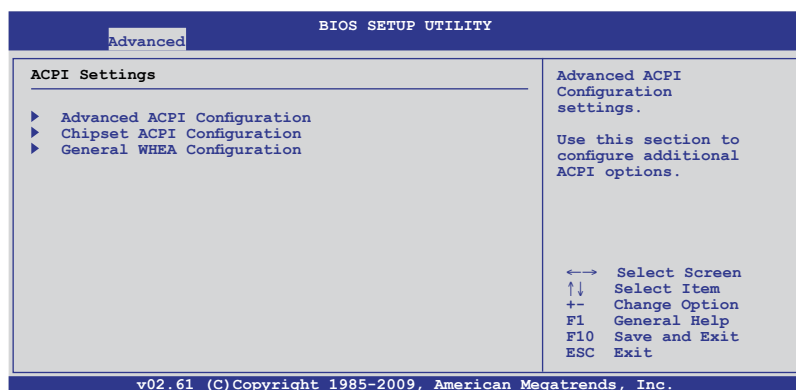 BIOS SETUP UTILITY
Advanced
ACPI Settings
Advanced ACPI Configuration
Chipset ACPI Configuration
General WHEA Configuration
Advanced ACPI
Configuration
settings.
Use this section to
configure additional
ACPI options.
←→ Select Screen
↑↓ Select Item
+- Change Option
F1 General Help
F10 Save and Exit
ESC Exit
v02.61 (C)Copyright 1985-2009, American Megatrends, Inc.